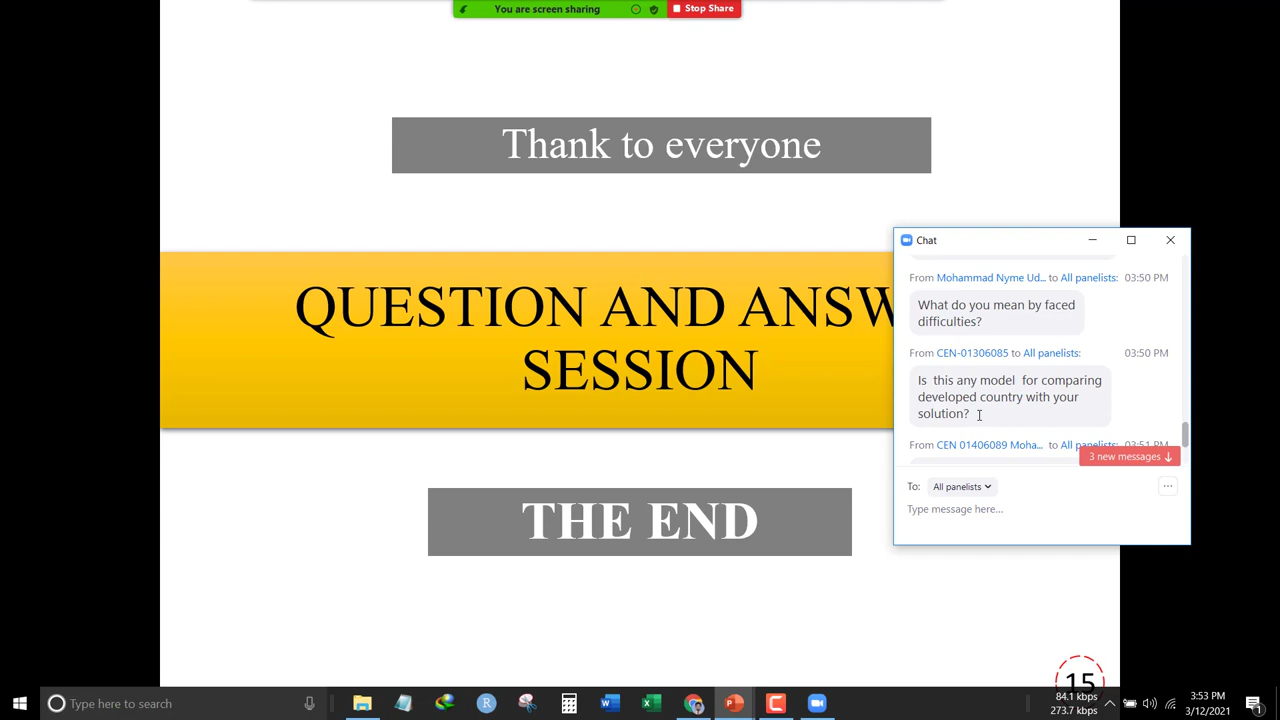 You are screen sharing
Stop Share
Thank to everyone
QUESTION AND ANSW
SESSION
THE END
15
Chat
From Mohammad Nyme Ud... to All panelists: 03:50 PM
What do you mean by faced
difficulties?
From CEN-01306085 to All panelists: 03:50 PM
Is this any model for comparing
developed country with your
solution?
From CEN 01406089 Moha... to All panelists: 03:51 PM
3 new messages
To: All panelists
Type message here...
Type here to search
84.1 kbps
273.7 kbps
3:53 PM
3/12/2021
1